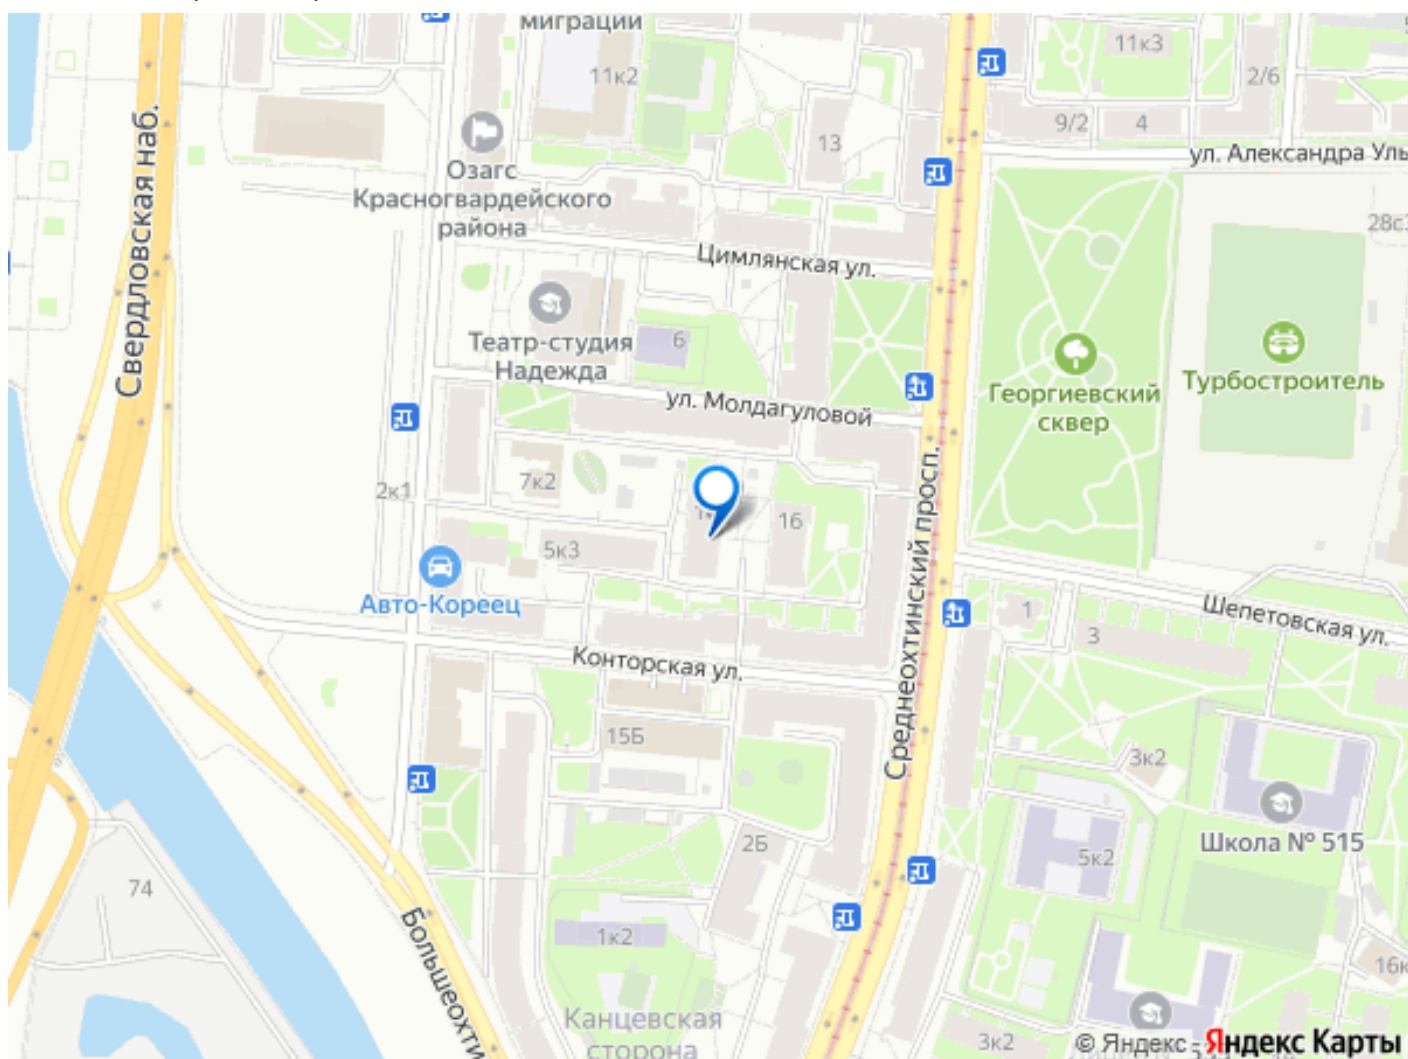 миграции
11к3
11к2
2/6
Свердловская наб.
9/2
4
13
ул. Александра Уль
Озагс
Красногвардейского
района
28с3
Цимлянская ул.
Театр-студия
Надежда
6
Георгиевский
сквер
Турбостроитель
ул. Молдагуловой
7к2
2к1
16
5к3
Среднеохтинский просп.
Авто-Кореец
1
Шепетовская ул.
3
Конторская ул.
15Б
3к2
2Б
Школа № 515
5к2
74
Большеохти
1к2
16к
Канцевская
сторона
3к2
© Яндекс
Яндекс Карты